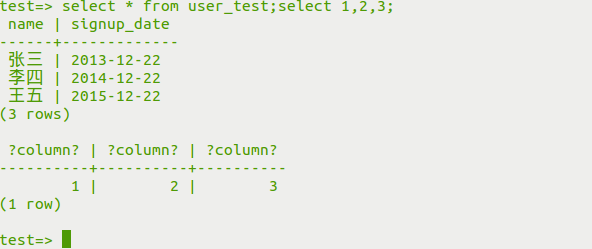 test=> select * from user_test;select 1,2,3;
 name | signup_date
------+-------------
 张三 | 2013-12-22
 李四 | 2014-12-22
 王五 | 2015-12-22
(3 rows)

 ?column? | ?column? | ?column?
----------+----------+----------
        1 |        2 |        3
(1 row)

test=>